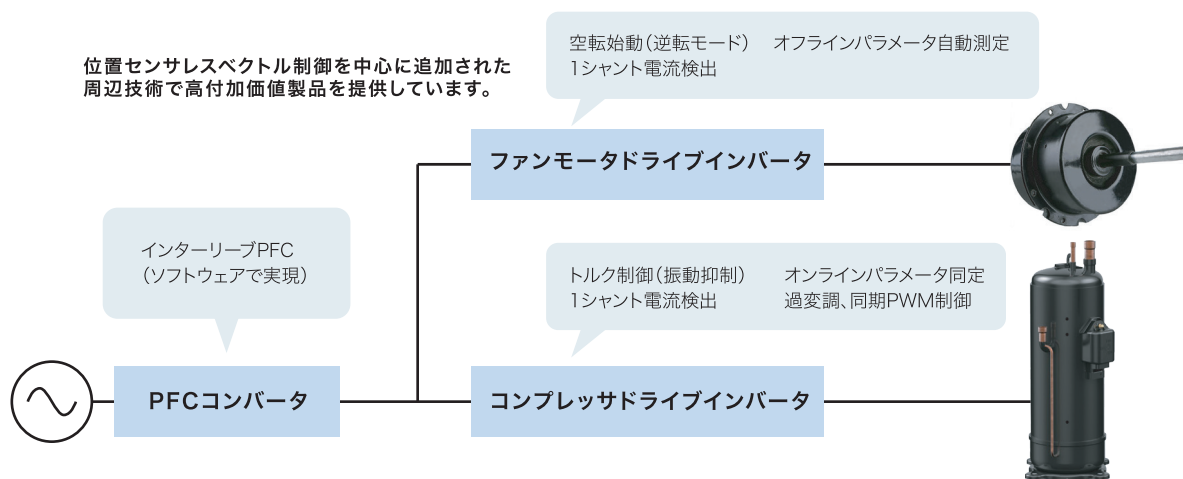 位置センサレスベクトル制御を中心に追加された
周辺技術で高付加価値製品を提供しています。
空転始動(逆転モード) オフラインパラメータ自動測定
1シャント電流検出
ファンモータドライブインバータ
インターリーブPFC
(ソフトウェアで実現)
トルク制御(振動抑制) オンラインパラメータ同定
1シャント電流検出 過変調、同期PWM制御
PFCコンバータ
コンプレッサドライブインバータ